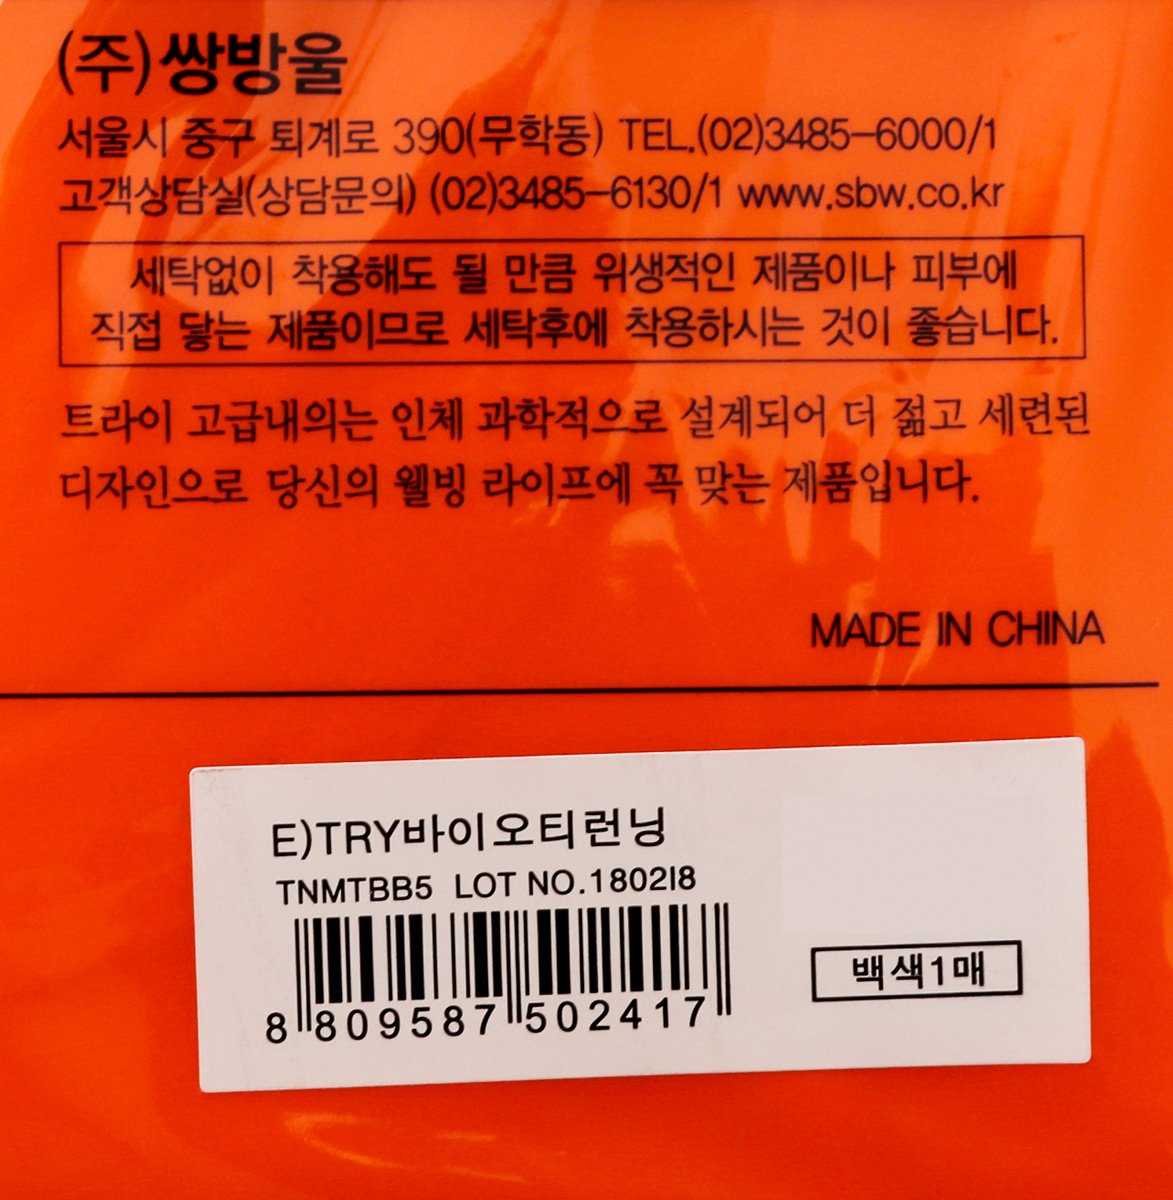 (주)쌍방울
서울시 중구 퇴계로 390(무학동) TEL.(02)3485-6000/1
고객상담실(상담문의) (02)3485-6130/1 www.sbw.co.kr
세탁없이 착용해도 될 만큼 위생적인 제품이나 피부에
직접 닿는 제품이므로 세탁후에 착용하시는 것이 좋습니다.
트라이 고급내의는 인체 과학적으로 설계되어 더 젊고 세련된
디자인으로 당신의 웰빙 라이프에 꼭 맞는 제품입니다.
MADE IN CHINA
E)TRY바이오티런닝
TNMTBB5 LOT NO.1802I8
8 809587 502417
백색1매